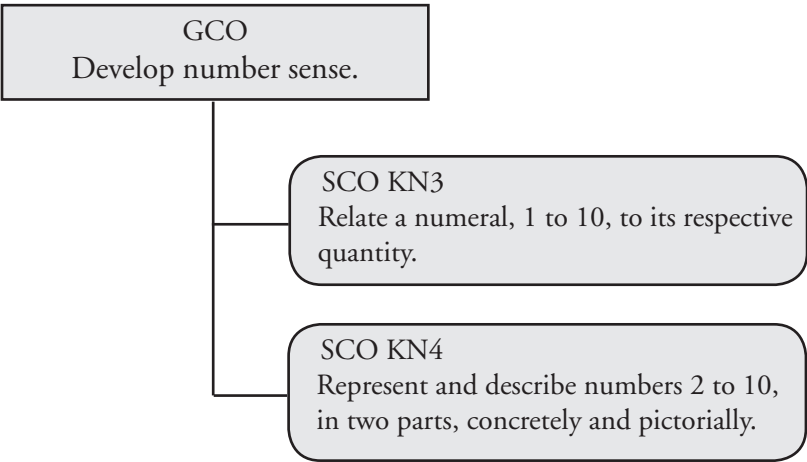 GCO
Develop number sense.
SCO KN3
Relate a numeral, 1 to 10, to its respective
quantity.
SCO KN4
Represent and describe numbers 2 to 10,
in two parts, concretely and pictorially.